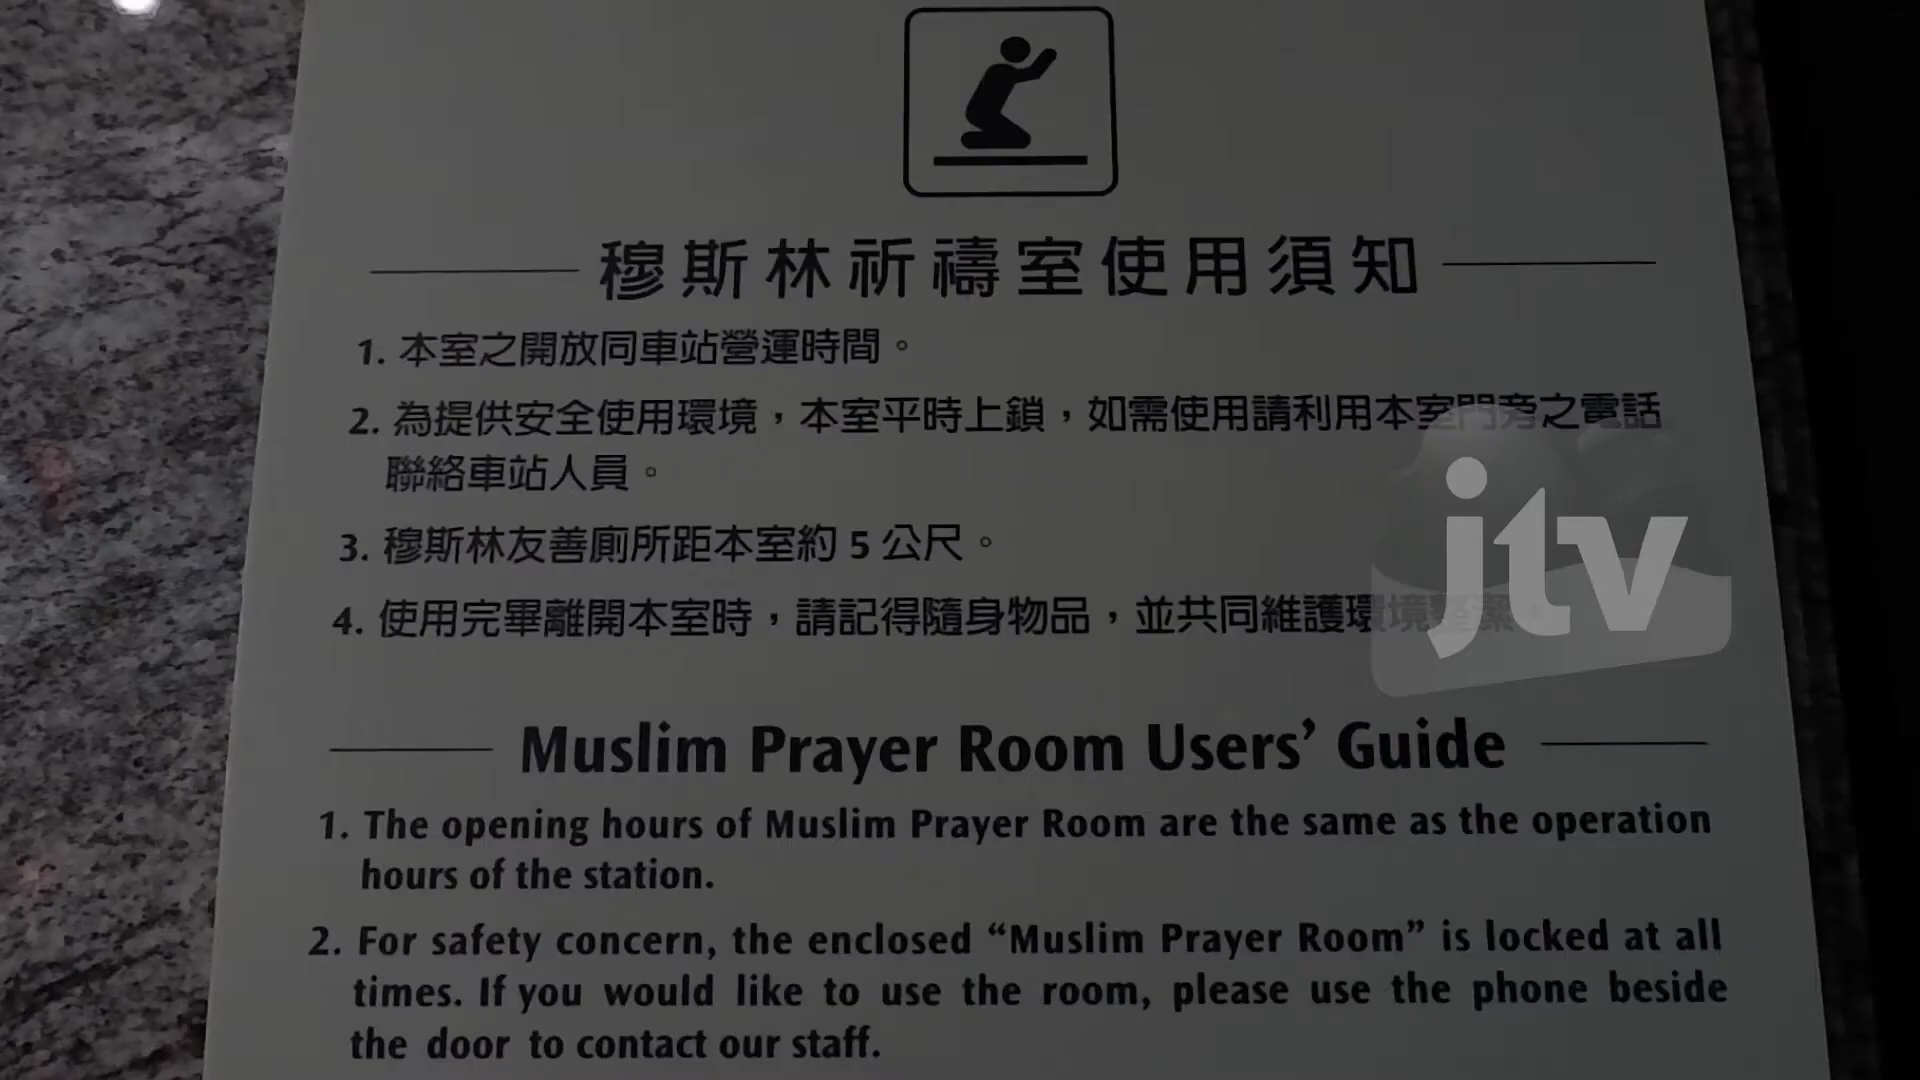 穆斯林祈禱室使用須知
1. 本室之開放同車站營運時間。
2. 為提供安全使用環境，本室平時上鎖，如需使用請利用本室門旁之電話
聯絡車站人員。
3. 穆斯林友善廁所距本室約 5 公尺。
4. 使用完畢離開本室時，請記得隨身物品，並共同維護環境整潔。
jtv
Muslim Prayer Room Users’ Guide
1. The opening hours of Muslim Prayer Room are the same as the operation
hours of the station.
2. For safety concern, the enclosed “Muslim Prayer Room” is locked at all
times. If you would like to use the room, please use the phone beside
the door to contact our staff.